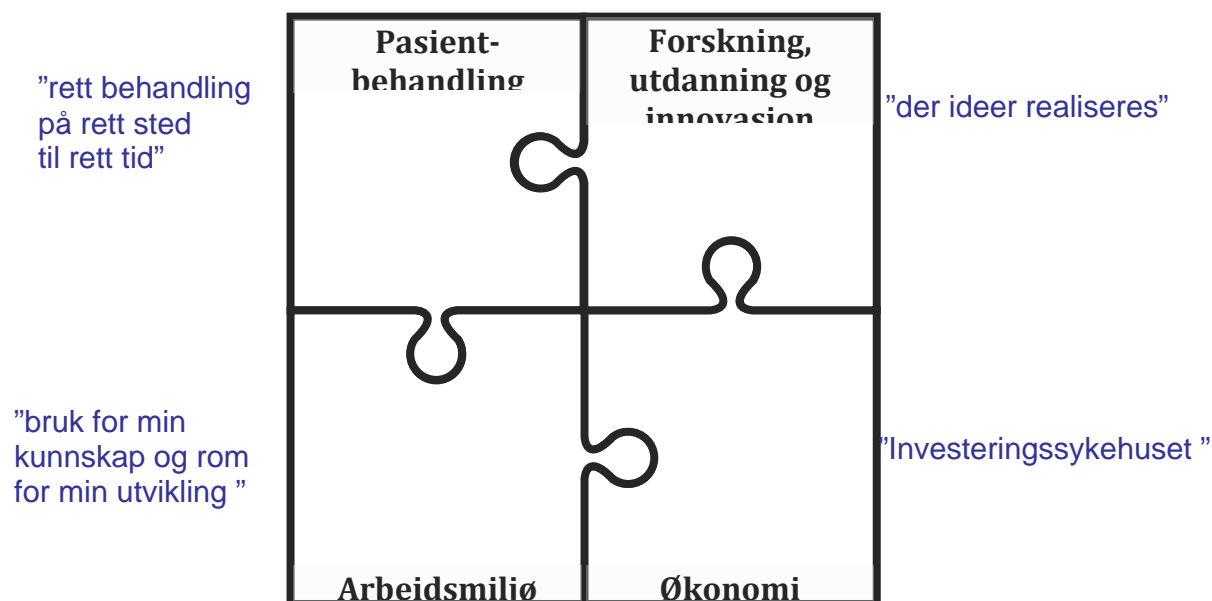 Pasient-
behandling
Forskning,
utdanning og
innovasjon
”rett behandling
på rett sted
til rett tid”
”der ideer realiseres”
”bruk for min
kunnskap og rom
for min utvikling ”
”Investeringssykehuset ”
Arbeidsmiljø
Økonomi